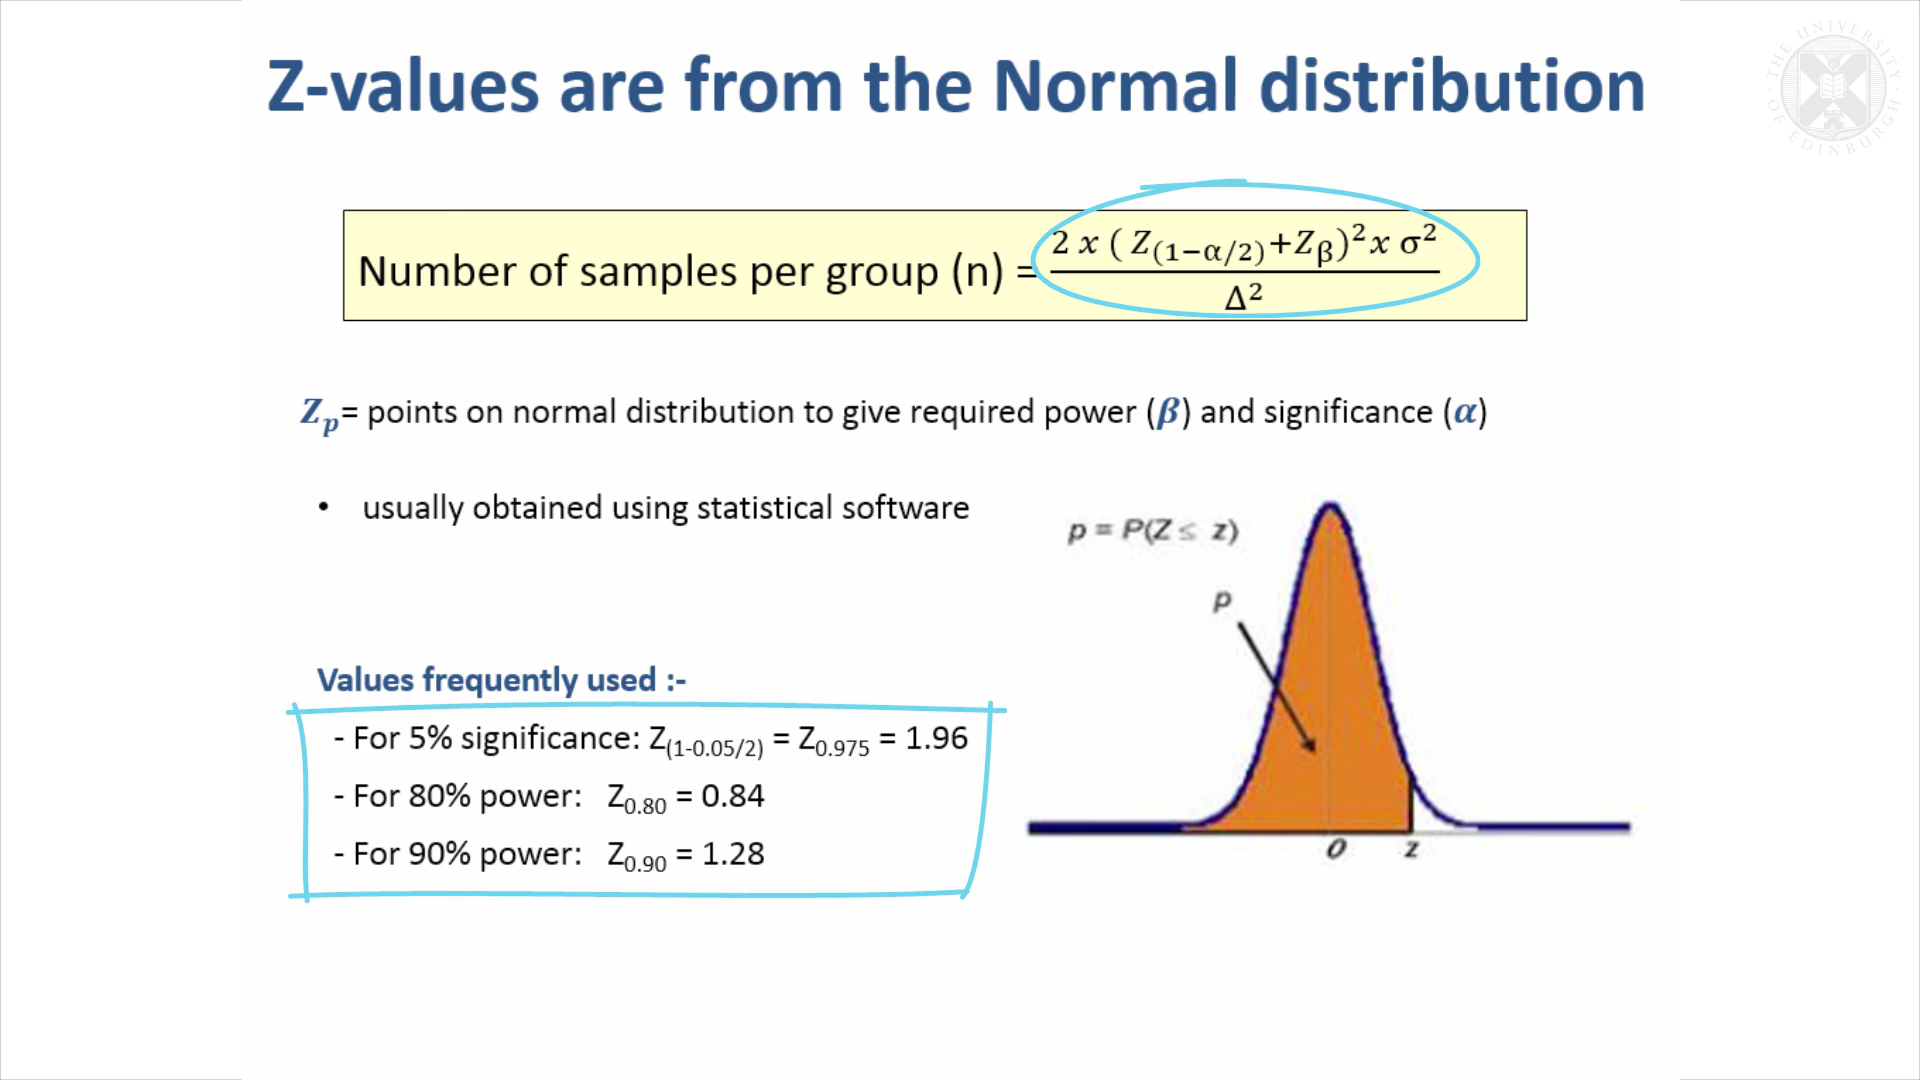 Z-values are from the Normal distribution
THE UNIVERSITY OF EDINBURGH
Number of samples per group (n) = 2 x ( Z(1−α/2)+Zβ)² x σ² / Δ²
Zp= points on normal distribution to give required power (β) and significance (α)
• usually obtained using statistical software
p = P(Z ≤ z)
p
Values frequently used :-
- For 5% significance: Z(1-0.05/2) = Z0.975 = 1.96
- For 80% power: Z0.80 = 0.84
- For 90% power: Z0.90 = 1.28
0 z